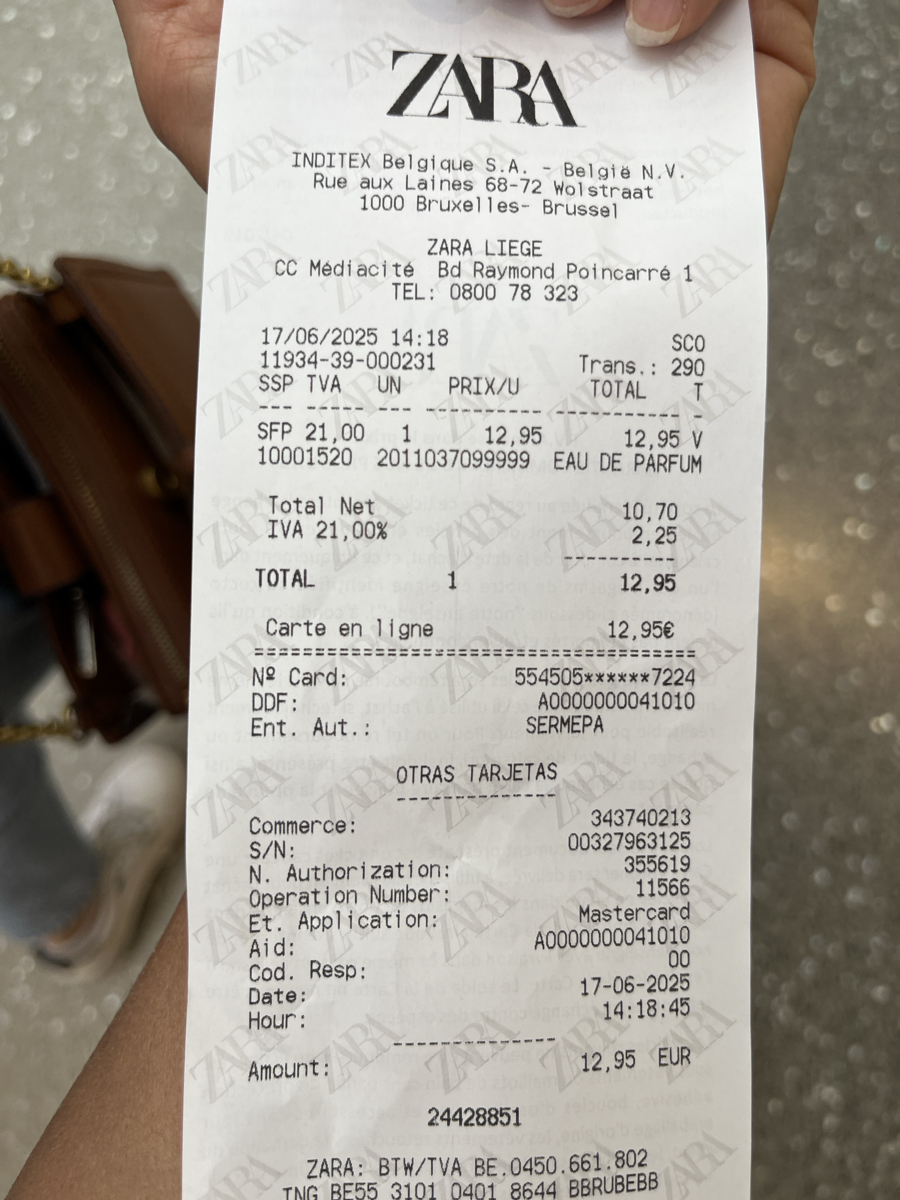 ZARA
INDITEX Belgique S.A. - België N.V.
Rue aux Laines 68-72 Wolstraat
1000 Bruxelles- Brussel
ZARA LIEGE
CC Médiacité Bd Raymond Poincarré 1
TEL: 0800 78 323
17/06/2025 14:18 SCO
11934-39-000231 Trans.: 290
SSP TVA UN PRIX/U TOTAL T
--- ----- --- ---------- ------------ -
SFP 21,00 1 12,95 12,95 V
10001520 2011037099999 EAU DE PARFUM
Total Net 10,70
IVA 21,00% 2,25
----------
TOTAL 1 12,95
Carte en ligne 12,95€
================================================
Nº Card: 554505******7224
DDF: A0000000041010
Ent. Aut.: SERMEPA
OTRAS TARJETAS
--------------
Commerce: 343740213
S/N: 00327963125
N. Authorization: 355619
Operation Number: 11566
Et. Application: Mastercard
Aid: A0000000041010
Cod. Resp: 00
Date: 17-06-2025
Hour: 14:18:45
--------------
Amount: 12,95 EUR
24428851
ZARA: BTW/TVA BE.0450.661.802
ING BE55 3101 0401 8644 BBRUBEBB